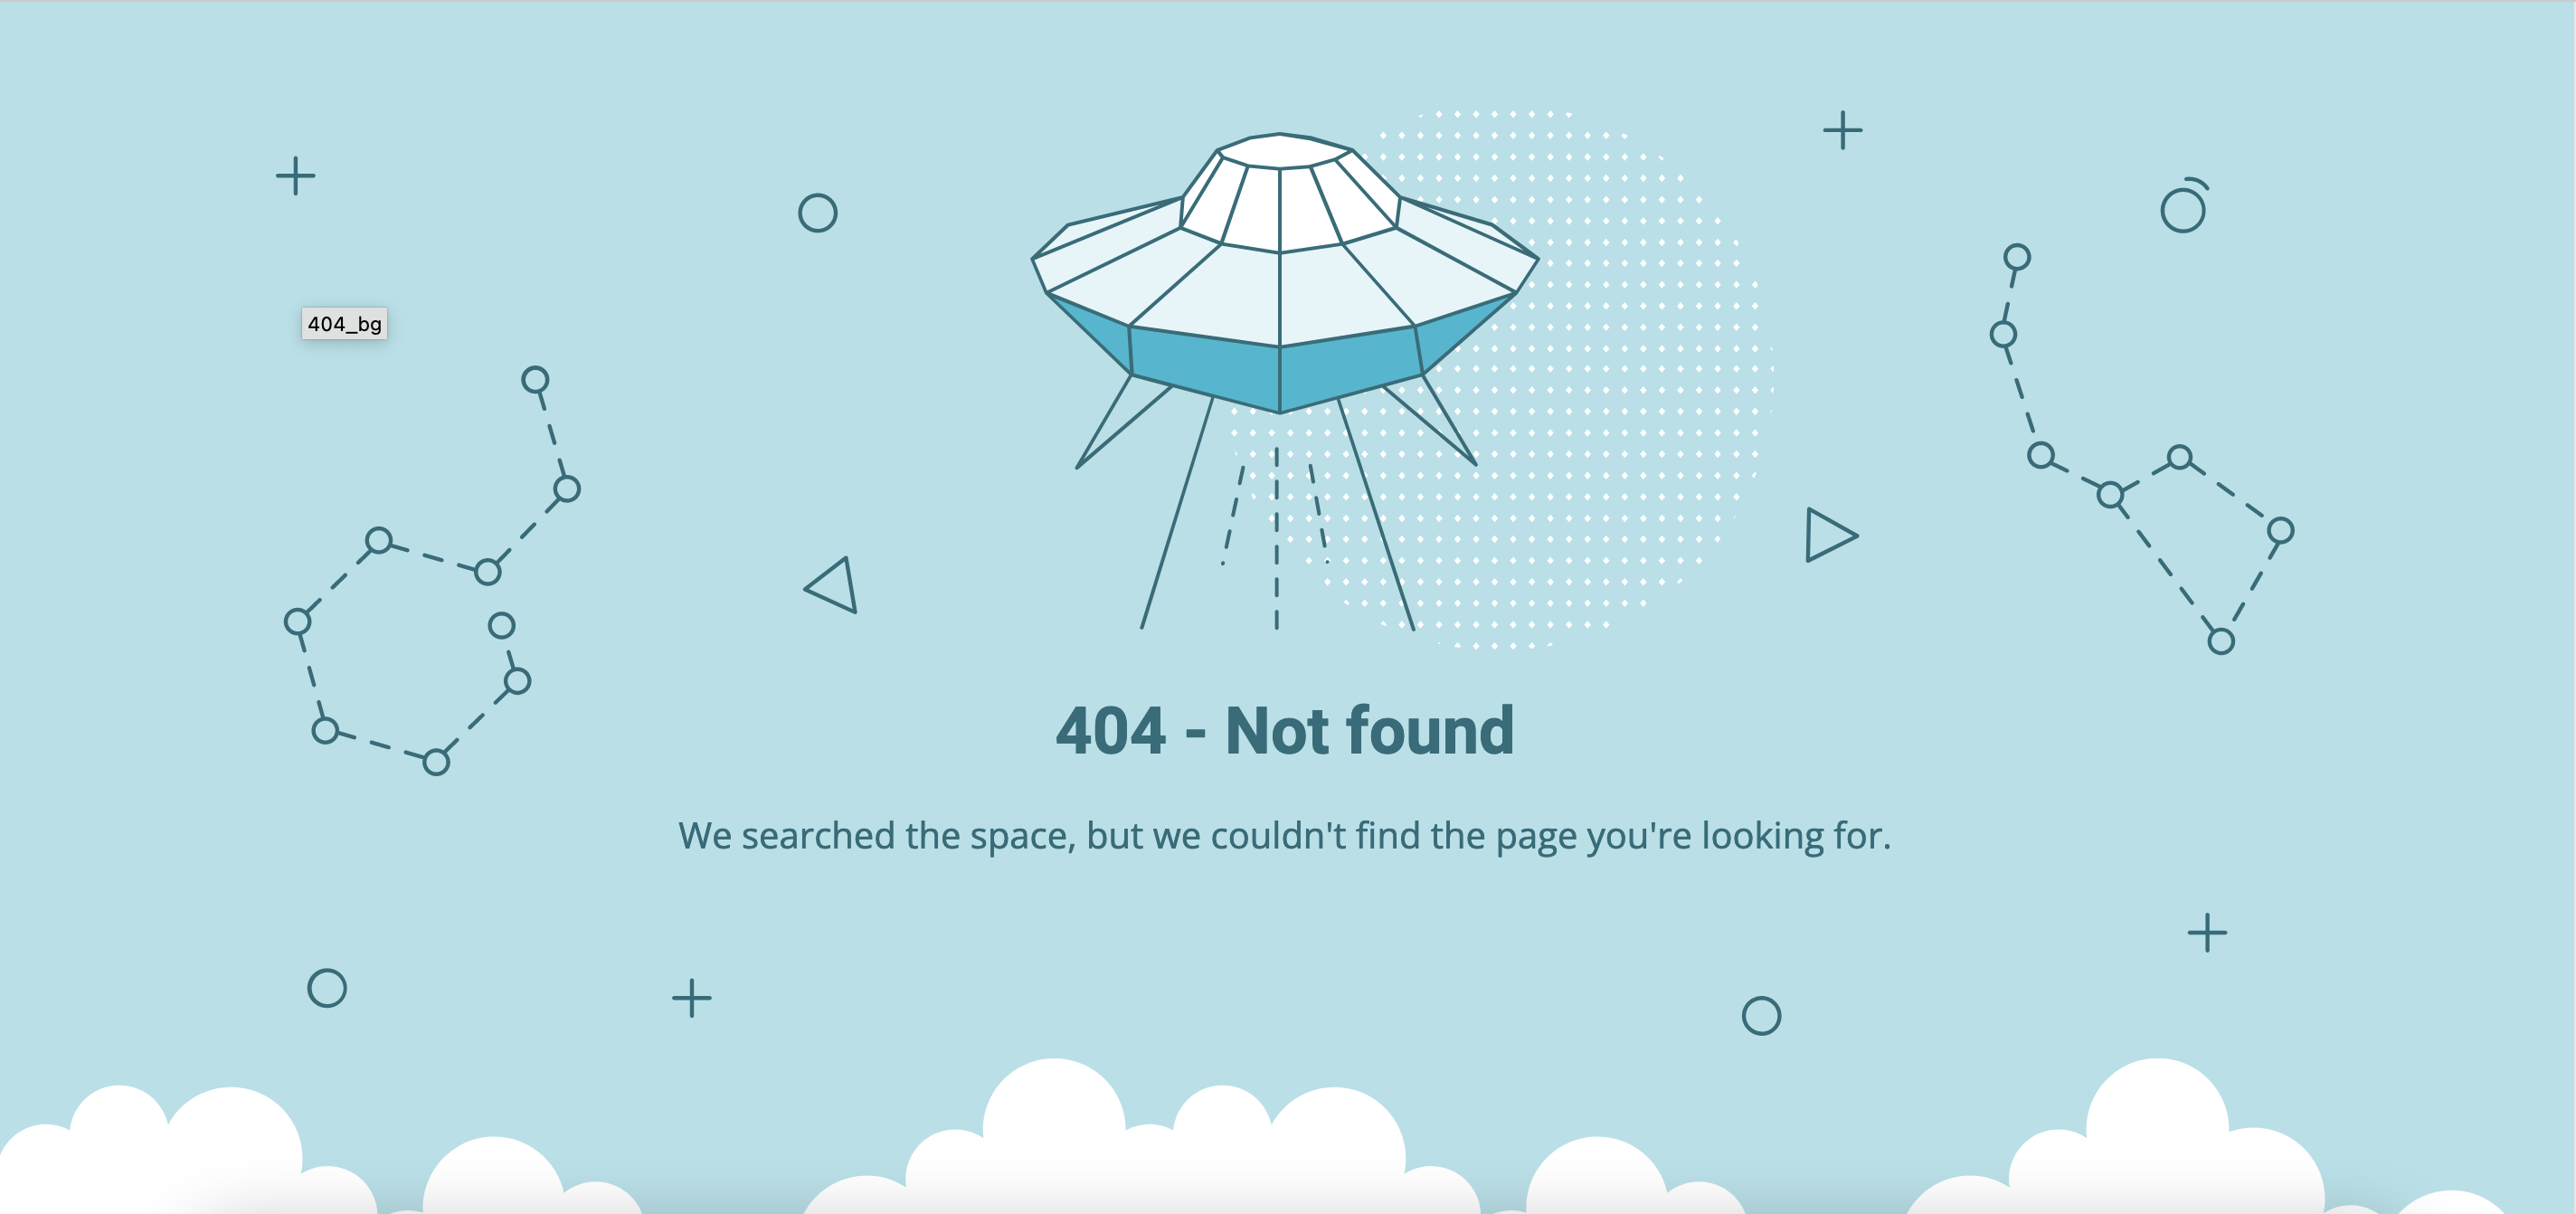 404_bg
404 - Not found
We searched the space, but we couldn't find the page you're looking for.